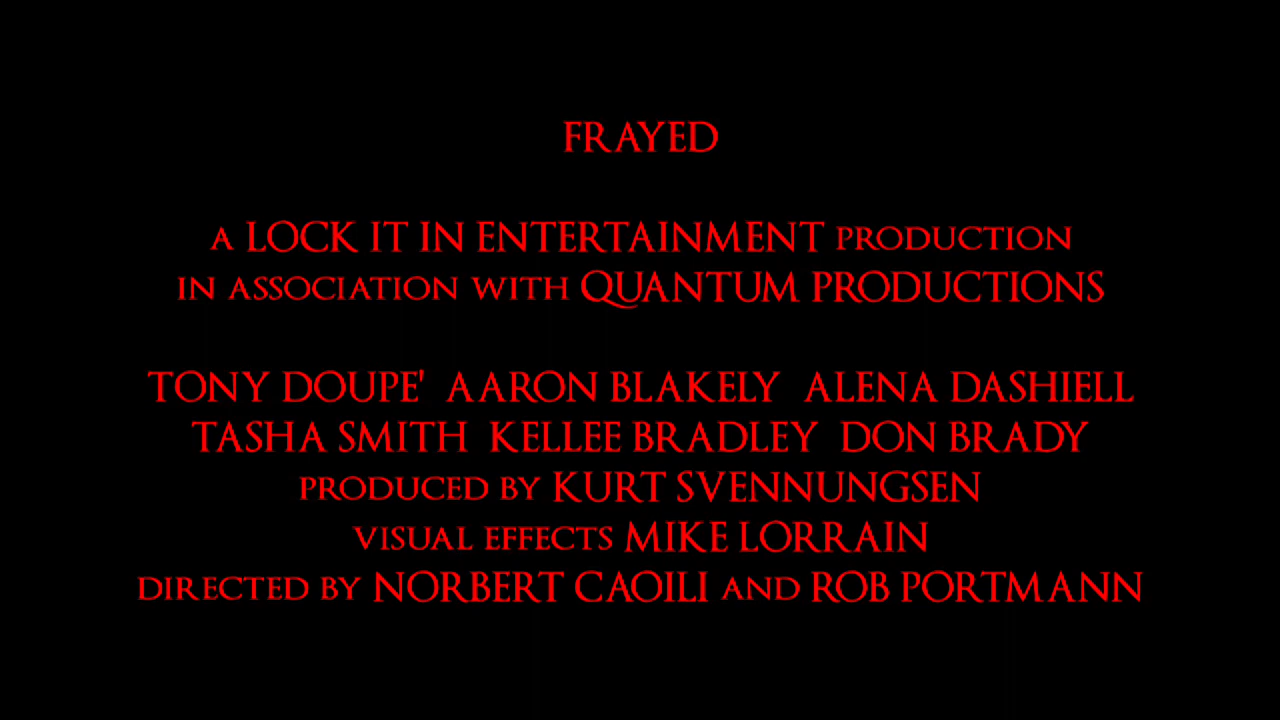 FRAYED
A LOCK IT IN ENTERTAINMENT PRODUCTION
IN ASSOCIATION WITH QUANTUM PRODUCTIONS
TONY DOUPE' AARON BLAKELY ALENA DASHIELL
TASHA SMITH KELLEE BRADLEY DON BRADY
PRODUCED BY KURT SVENNUNGSEN
VISUAL EFFECTS MIKE LORRAIN
DIRECTED BY NORBERT CAOILI AND ROB PORTMANN